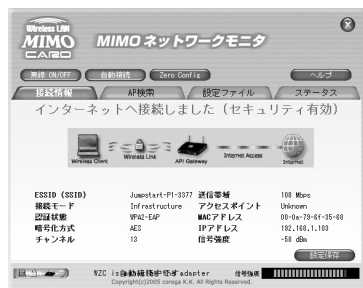 Wireless LAN
MIMO
CARD
MIMO ネットワークモニタ
無線 ON/OFF 自動接続 Zero Config ヘルプ
接続情報 AP検索 設定ファイル ステータス
インターネットへ接続しました (セキュリティ有効)
Wireless Client Wireless Link API Gateway Internet Access Internet
ESSID (SSID) Jumpstart-P1-3377 送信帯域 108 Mbps
接続モード Infrastructure アクセスポイント Unknown
認証状態 WPA2-EAP MACアドレス 00-0a-79-6f-35-68
暗号化方式 AES IPアドレス 192.168.1.103
チャンネル 13 信号強度 -58 dBm
設定保存
WZC is adapter 信号強度
Copyright(c)2005 corega K.K. All Rights Reserved.